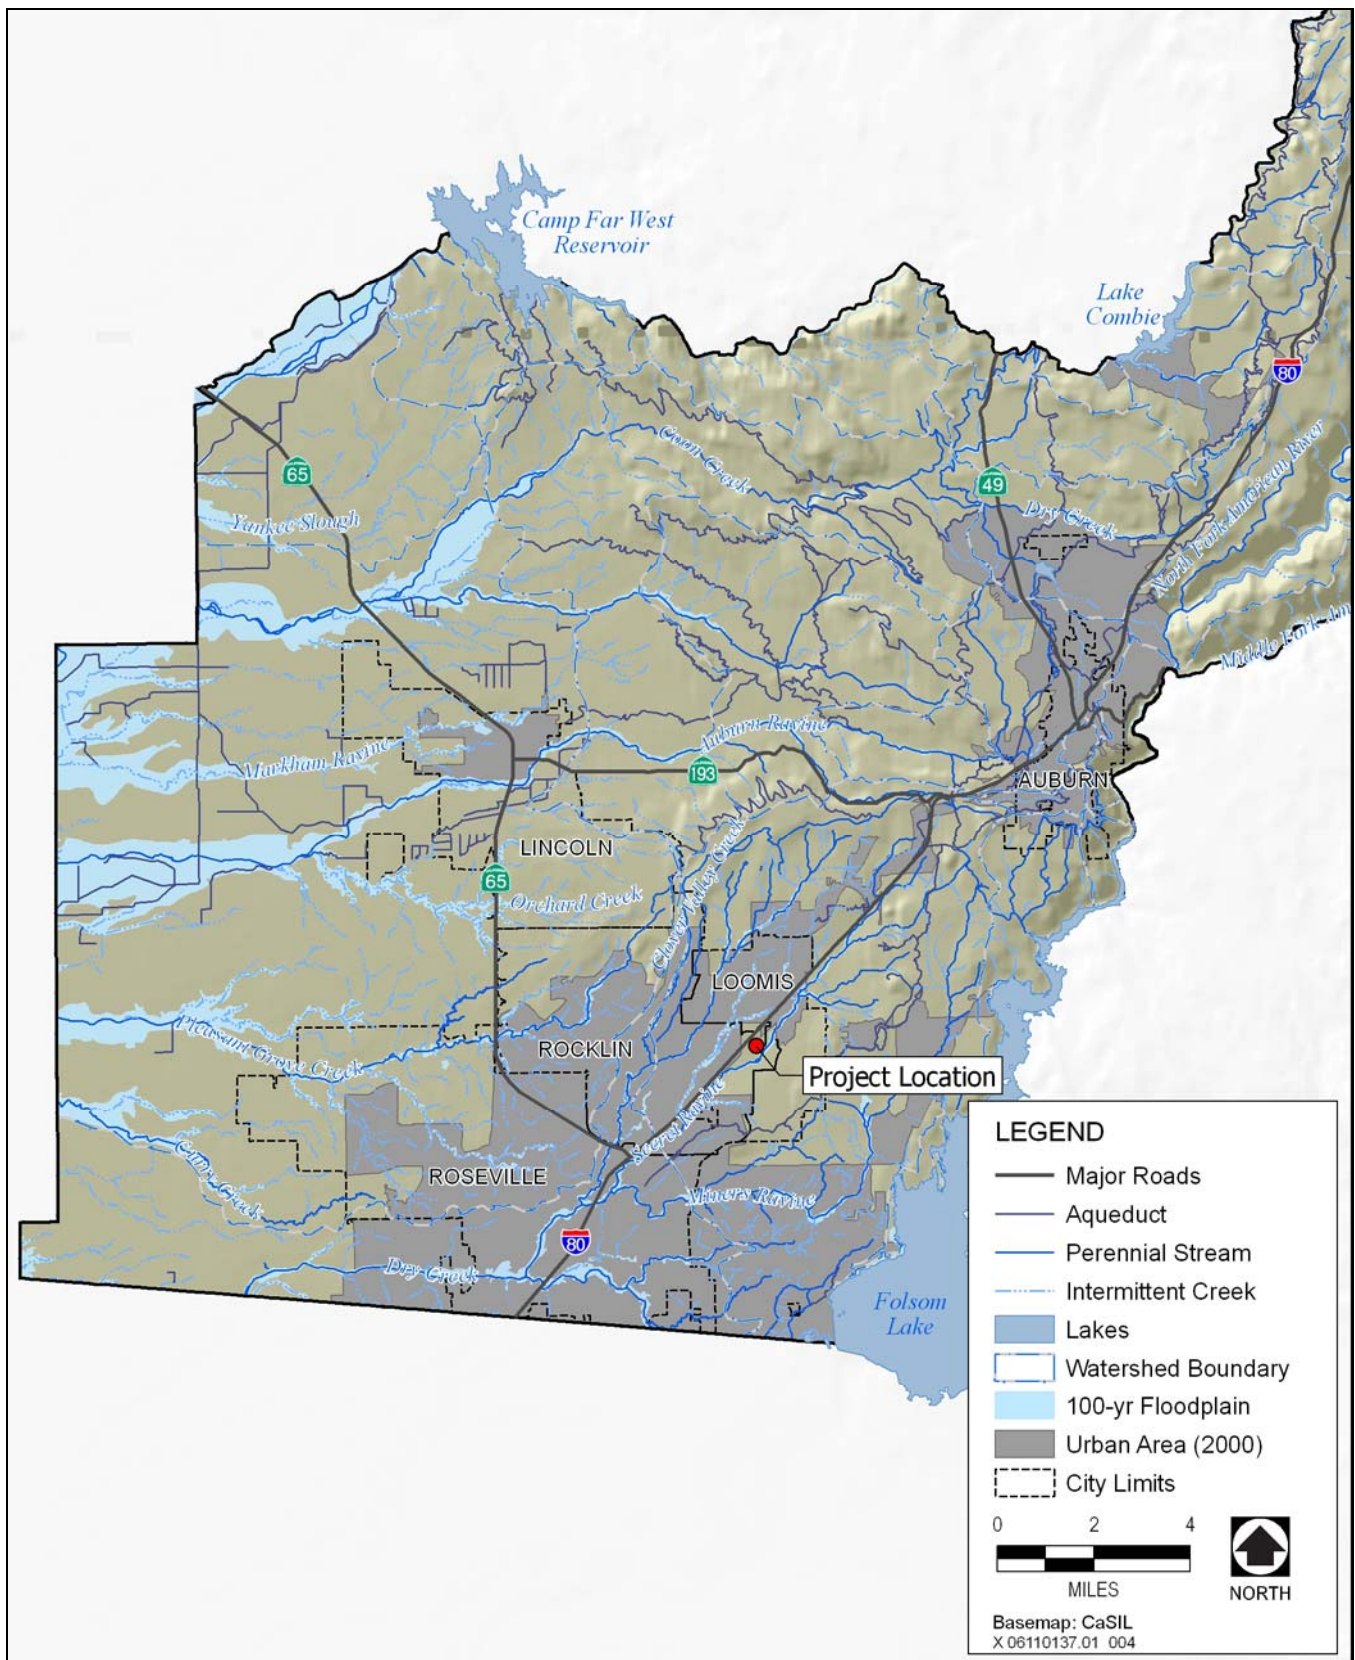 Camp Far West
Reservoir
Lake
Combie
80
65
Coon Creek
49
Yankee Slough
Dry Creek
North Fork American River
Middle Fork Am
Auburn Ravine
Markham Ravine
193
AUBURN
LINCOLN
65
Orchard Creek
Clover Valley Creek
LOOMIS
Pleasant Grove Creek
ROCKLIN
Project Location
Secret Ravine
Curry Creek
ROSEVILLE
Miners Ravine
80
Dry Creek
Folsom
Lake
LEGEND
Major Roads
Aqueduct
Perennial Stream
Intermittent Creek
Lakes
Watershed Boundary
100-yr Floodplain
Urban Area (2000)
City Limits
0 2 4
MILES
NORTH
Basemap: CaSIL
X 06110137.01 004